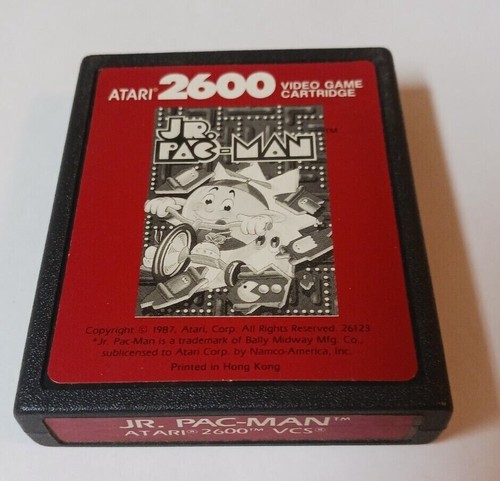 ATARI® 2600 VIDEO GAME
CARTRIDGE
JR.
PAC-MAN™
Copyright © 1987, Atari, Corp. All Rights Reserved. 26123
*Jr. Pac-Man is a trademark of Bally Midway Mfg. Co.,
sublicensed to Atari Corp. by Namco-America, Inc.
Printed in Hong Kong
JR. PAC-MAN™
ATARI® 2600™ VCS®